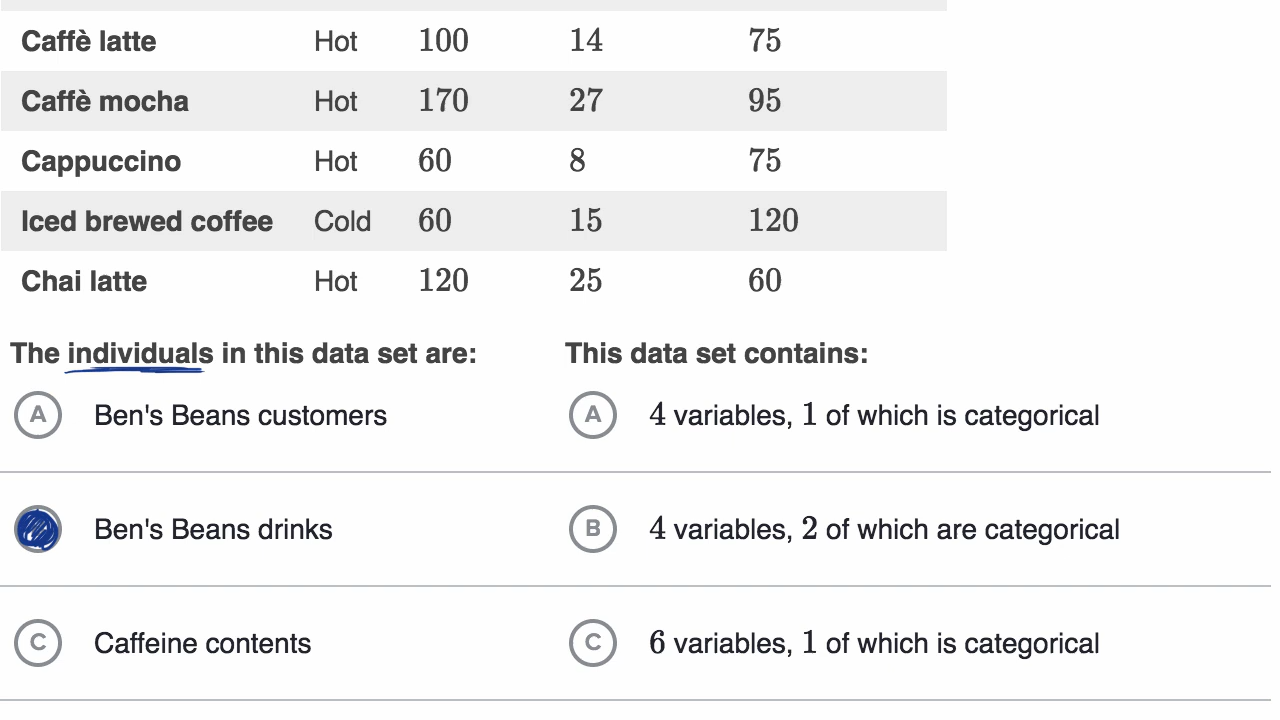 Caffè latte Hot 100 14 75
Caffè mocha Hot 170 27 95
Cappuccino Hot 60 8 75
Iced brewed coffee Cold 60 15 120
Chai latte Hot 120 25 60
The individuals in this data set are: This data set contains:
A Ben's Beans customers A 4 variables, 1 of which is categorical
Ben's Beans drinks B 4 variables, 2 of which are categorical
C Caffeine contents C 6 variables, 1 of which is categorical